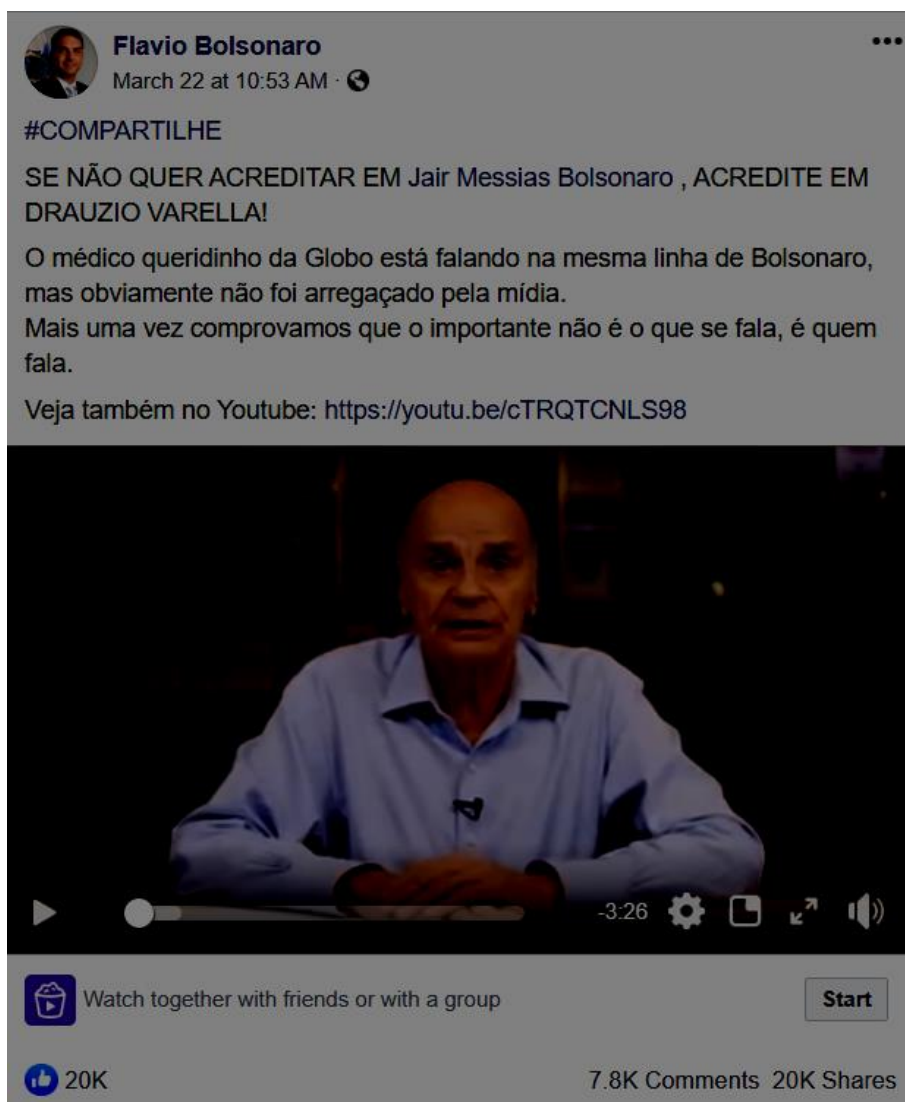 Flavio Bolsonaro
March 22 at 10:53 AM ·
#COMPARTILHE
SE NÃO QUER ACREDITAR EM Jair Messias Bolsonaro , ACREDITE EM
DRAUZIO VARELLA!
O médico queridinho da Globo está falando na mesma linha de Bolsonaro,
mas obviamente não foi arregaçado pela mídia.
Mais uma vez comprovamos que o importante não é o que se fala, é quem
fala.
Veja também no Youtube: https://youtu.be/cTRQTCNLS98
-3:26
Watch together with friends or with a group
Start
20K
7.8K Comments 20K Shares